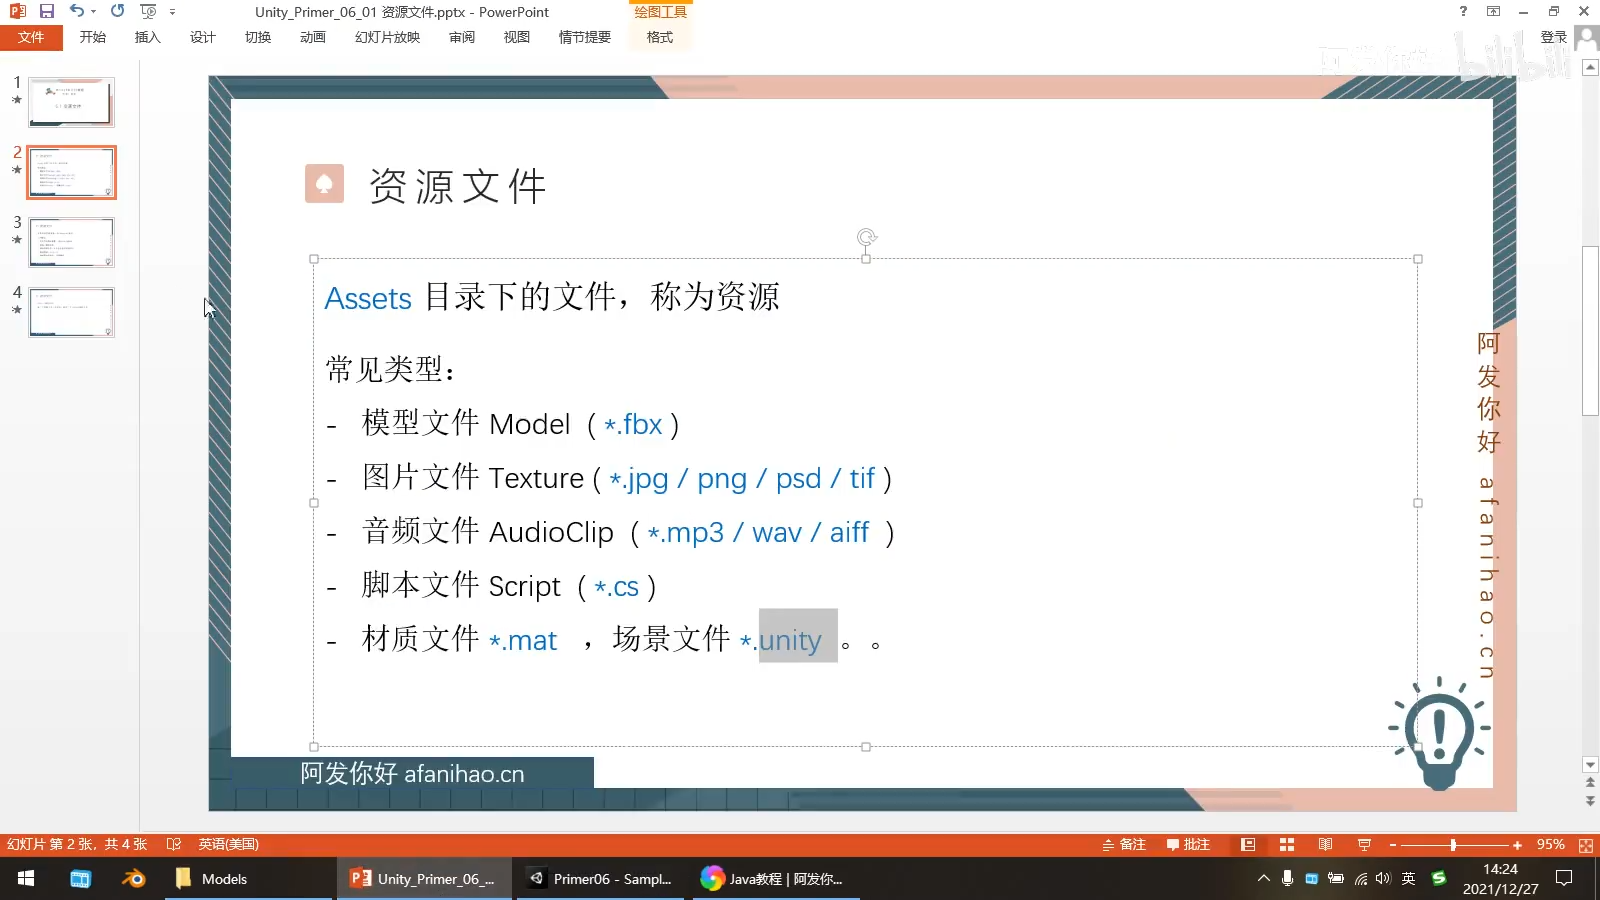 Unity_Primer_06_01 资源文件.pptx - PowerPoint
绘图工具
文件 开始 插入 设计 切换 动画 幻灯片放映 审阅 视图 情节提要 格式
登录
bilibili
1
2
3
4
资源文件
Assets 目录下的文件，称为资源
常见类型：
- 模型文件 Model （ *.fbx ）
- 图片文件 Texture ( *.jpg / png / psd / tif )
- 音频文件 AudioClip （ *.mp3 / wav / aiff ）
- 脚本文件 Script （ *.cs ）
- 材质文件 *.mat ，场景文件 *.unity 。。
阿发你好 afanihao.cn
阿发你好 afanihao.cn
幻灯片 第 2 张，共 4 张 英语(美国)
备注 批注 95%
Models
Unity_Primer_06_...
Primer06 - Sampl...
Java教程 | 阿发你...
英
14:24
2021/12/27